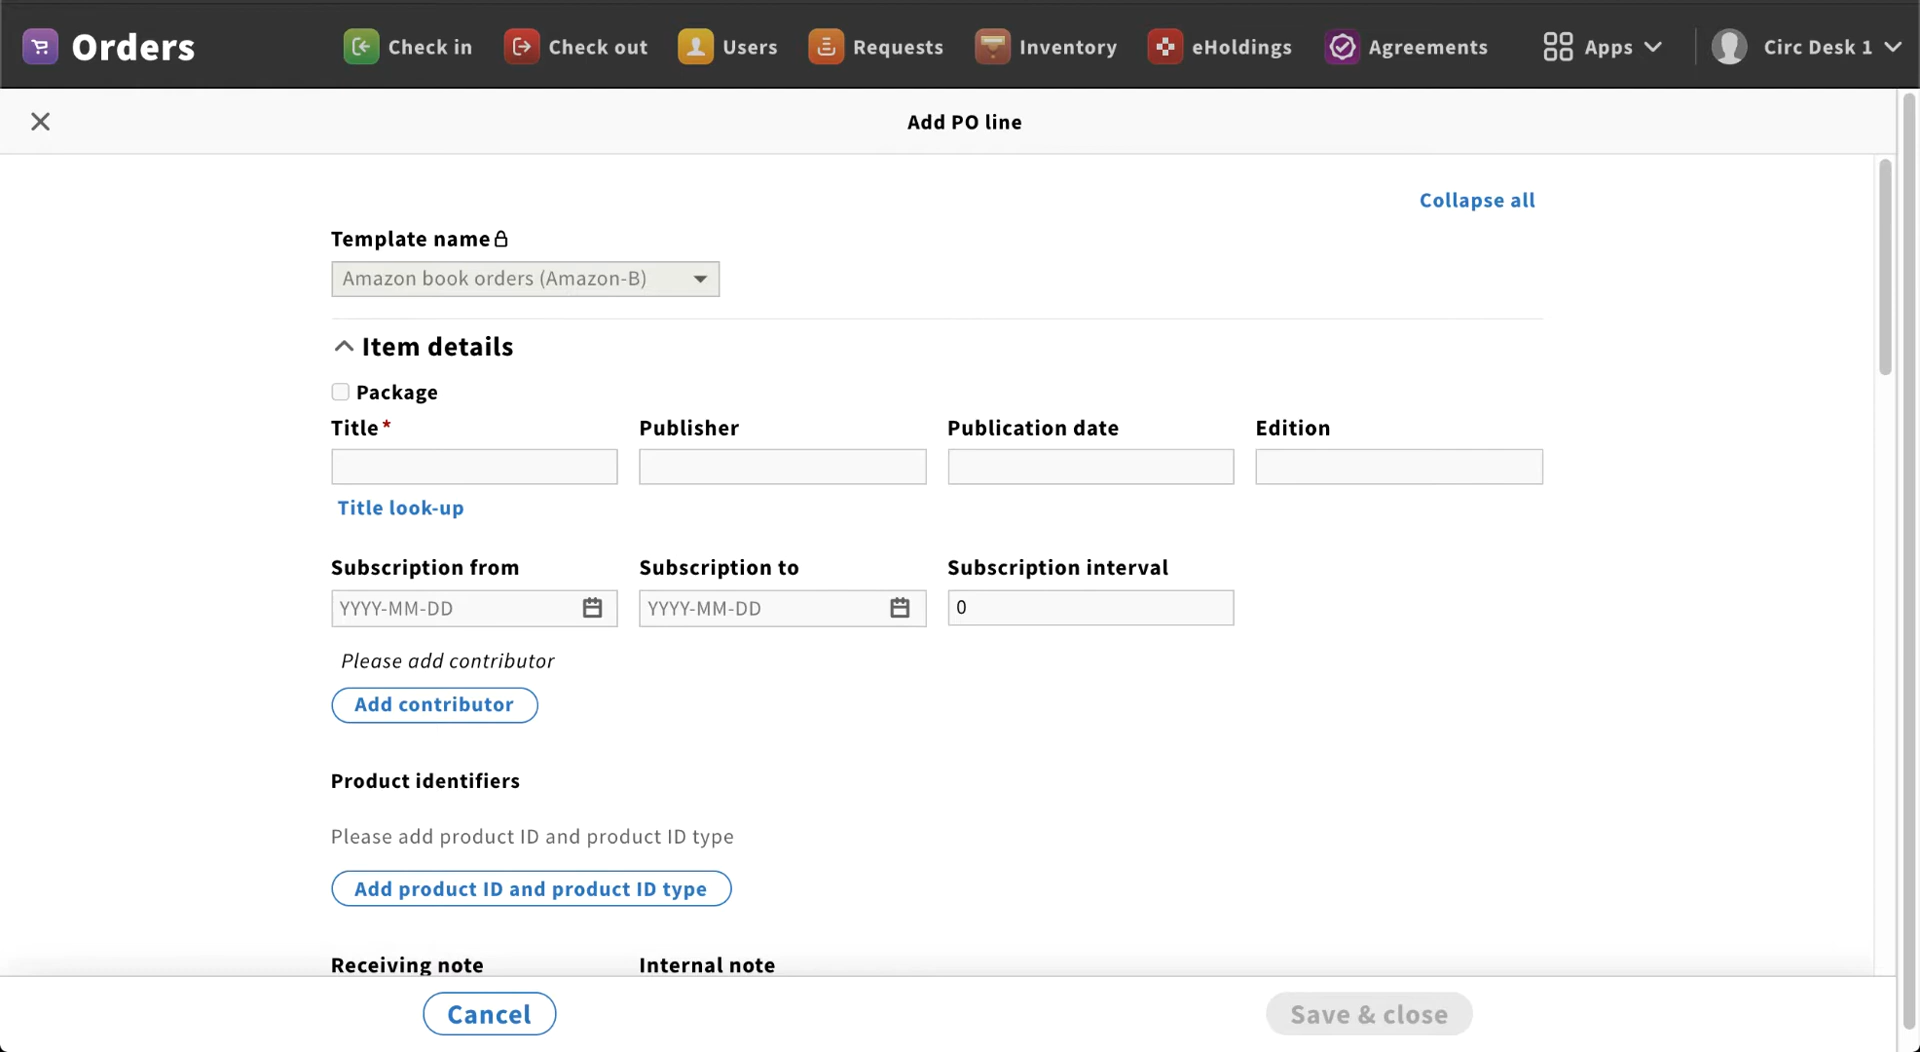 Orders
Check in
Check out
Users
Requests
Inventory
eHoldings
Agreements
Apps
Circ Desk 1
Add PO line
Collapse all
Template name
Amazon book orders (Amazon-B)
Item details
Package
Title*
Publisher
Publication date
Edition
Title look-up
Subscription from
Subscription to
Subscription interval
YYYY-MM-DD
YYYY-MM-DD
0
Please add contributor
Add contributor
Product identifiers
Please add product ID and product ID type
Add product ID and product ID type
Receiving note
Internal note
Cancel
Save & close